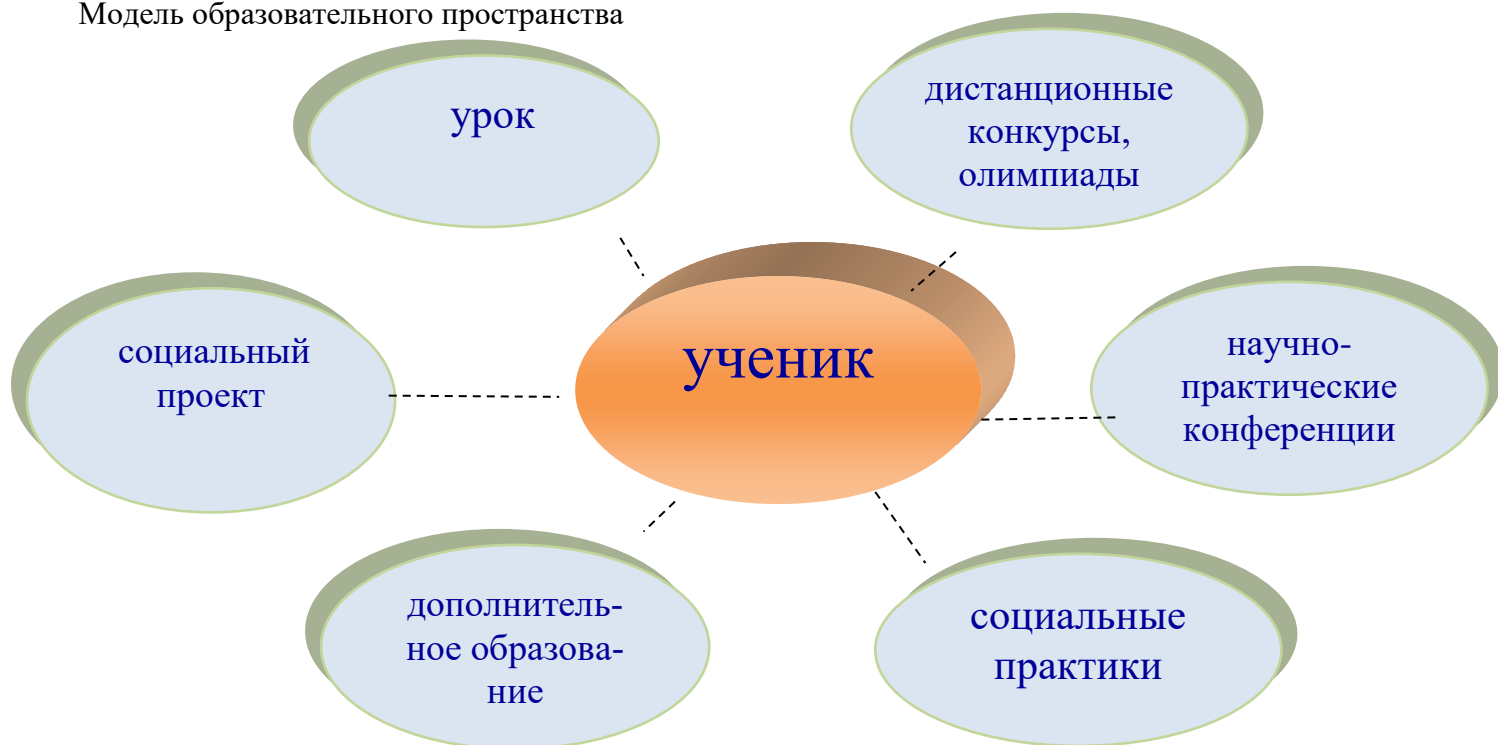 Модель образовательного пространства
урок
дистанционные
конкурсы,
олимпиады
социальный
проект
ученик
научно-
практические
конференции
дополнитель-
ное образова-
ние
социальные
практики